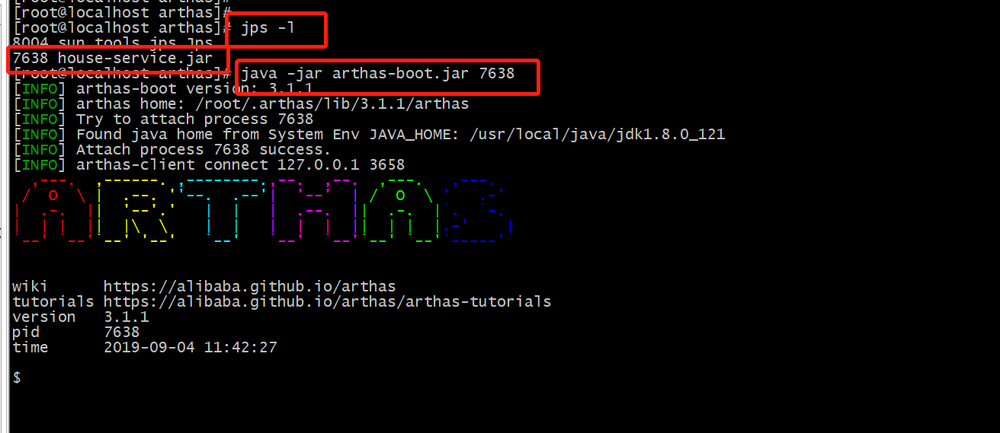 [root@localhost arthas]#
[root@localhost arthas]# jps -l
8004 sun.tools.jps.Jps
7638 house-service.jar
[root@localhost arthas]# java -jar arthas-boot.jar 7638
[INFO] arthas-boot version: 3.1.1
[INFO] arthas home: /root/.arthas/lib/3.1.1/arthas
[INFO] Try to attach process 7638
[INFO] Found java home from System Env JAVA_HOME: /usr/local/java/jdk1.8.0_121
[INFO] Attach process 7638 success.
[INFO] arthas-client connect 127.0.0.1 3658
ARTHAS
wiki https://alibaba.github.io/arthas
tutorials https://alibaba.github.io/arthas/arthas-tutorials
version 3.1.1
pid 7638
time 2019-09-04 11:42:27
$